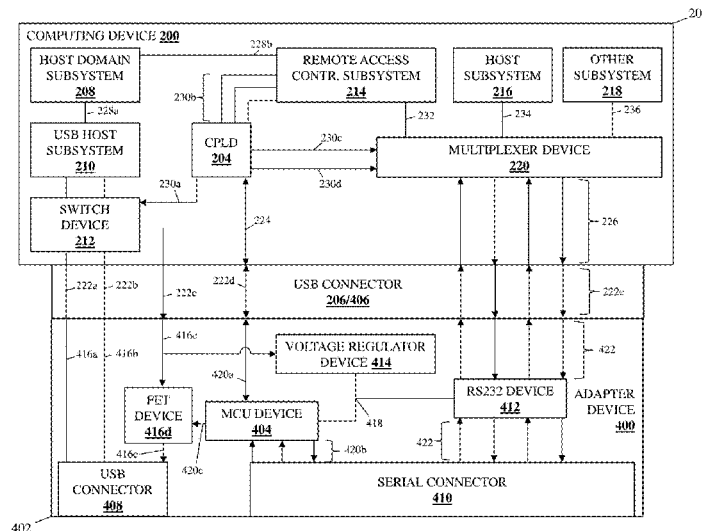 20
COMPUTING DEVICE 200
HOST DOMAIN
SUBSYSTEM
208
228b
REMOTE ACCESS
CONTR. SUBSYSTEM
214
HOST
SUBSYSTEM
216
OTHER
SUBSYSTEM
218
230b
228a
232
234
236
USB HOST
SUBSYSTEM
210
CPLD
204
230c
230d
MULTIPLEXER DEVICE
220
230a
SWITCH
DEVICE
212
224
226
222a
222b
222c
222d
USB CONNECTOR
206/406
222e
416a
416b
416c
420a
VOLTAGE REGULATOR
DEVICE 414
422
FET
DEVICE
416d
MCU DEVICE
404
418
RS232 DEVICE
412
ADAPTER
DEVICE
400
416e
420c
420b
422
USB
CONNECTOR
408
SERIAL CONNECTOR
410
402